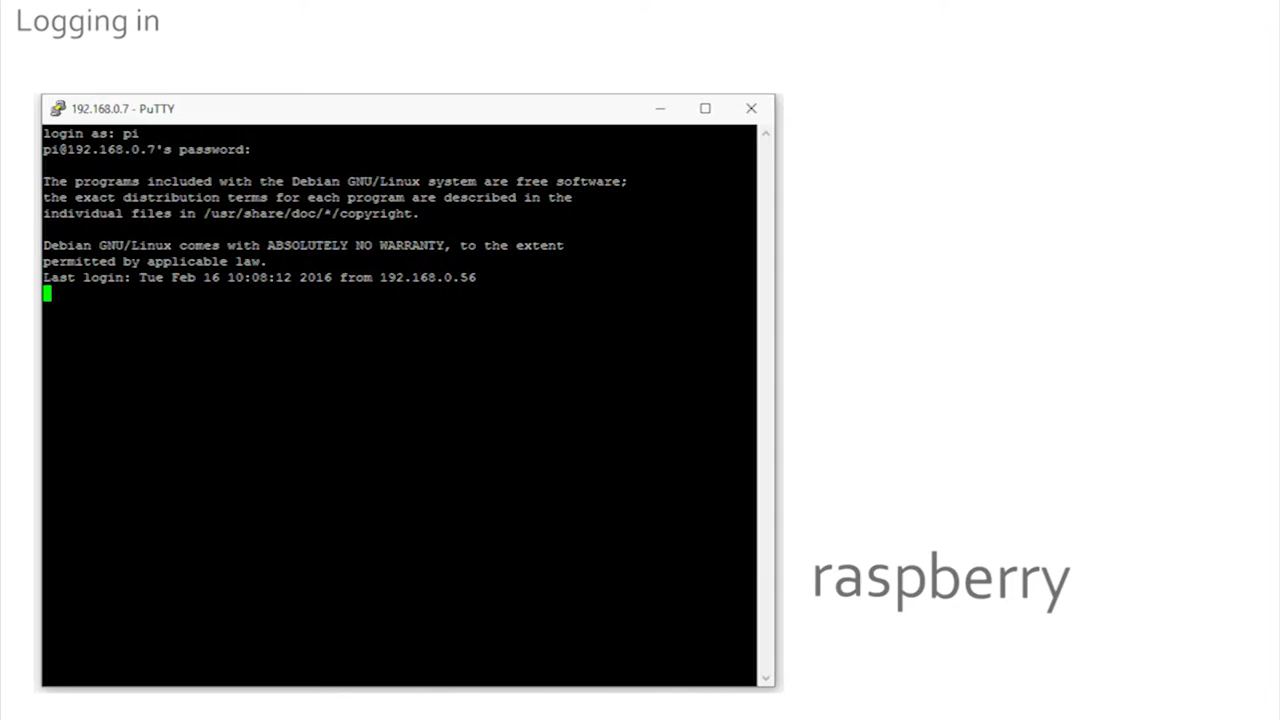 Logging in
192.168.0.7 - PuTTY
login as: pi
pi@192.168.0.7's password:
The programs included with the Debian GNU/Linux system are free software;
the exact distribution terms for each program are described in the
individual files in /usr/share/doc/*/copyright.
Debian GNU/Linux comes with ABSOLUTELY NO WARRANTY, to the extent
permitted by applicable law.
Last login: Tue Feb 16 10:08:12 2016 from 192.168.0.56
raspberry